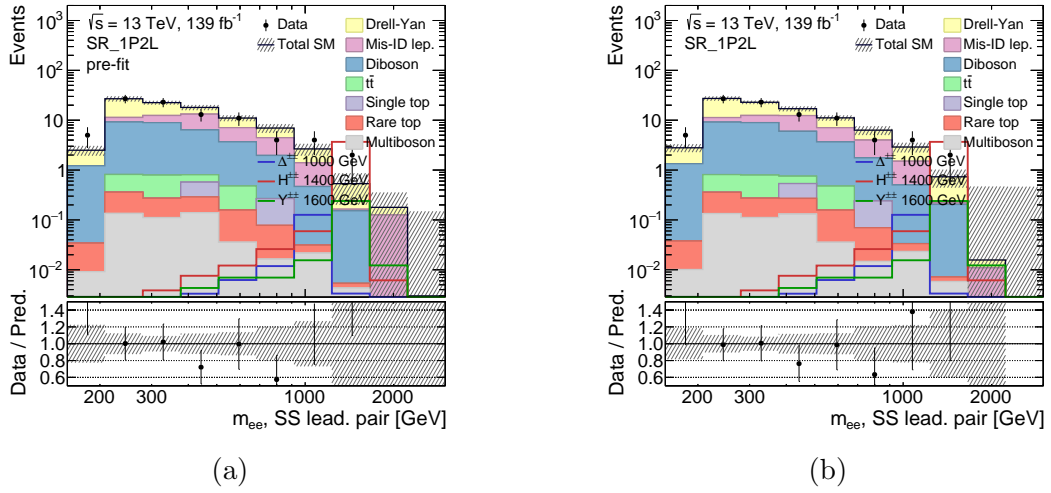 Events
10³
10²
10
1
10⁻¹
10⁻²
√s = 13 TeV, 139 fb⁻¹
SR_1P2L
pre-fit
Data
Total SM
Drell-Yan
Mis-ID lep.
Diboson
tt̄
Single top
Rare top
Multiboson
Δ±± 1000 GeV
H±± 1400 GeV
Y±± 1600 GeV
Data / Pred.
1.4
1.2
1.0
0.8
0.6
200 300 1000 2000
m_ee, SS lead. pair [GeV]
(a)
Events
10³
10²
10
1
10⁻¹
10⁻²
√s = 13 TeV, 139 fb⁻¹
SR_1P2L
Data
Total SM
Drell-Yan
Mis-ID lep.
Diboson
tt̄
Single top
Rare top
Multiboson
Δ±± 1000 GeV
H±± 1400 GeV
Y±± 1600 GeV
Data / Pred.
1.4
1.2
1.0
0.8
0.6
200 300 1000 2000
m_ee, SS lead. pair [GeV]
(b)